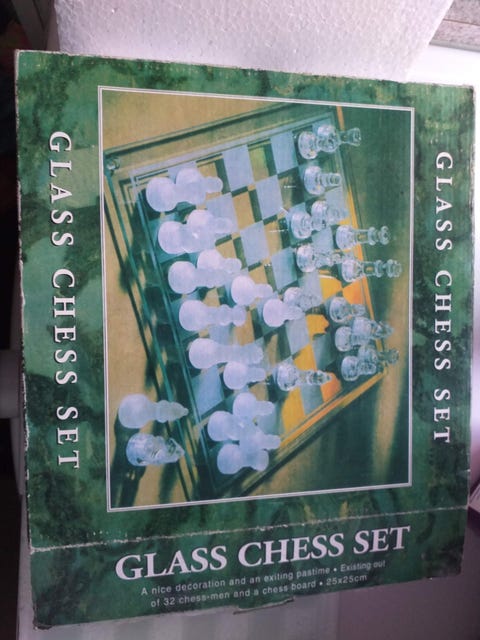 GLASS CHESS SET
GLASS CHESS SET
GLASS CHESS SET
A nice decoration and an exiting pastime • Existing out
of 32 chess-men and a chess board • 25x25cm